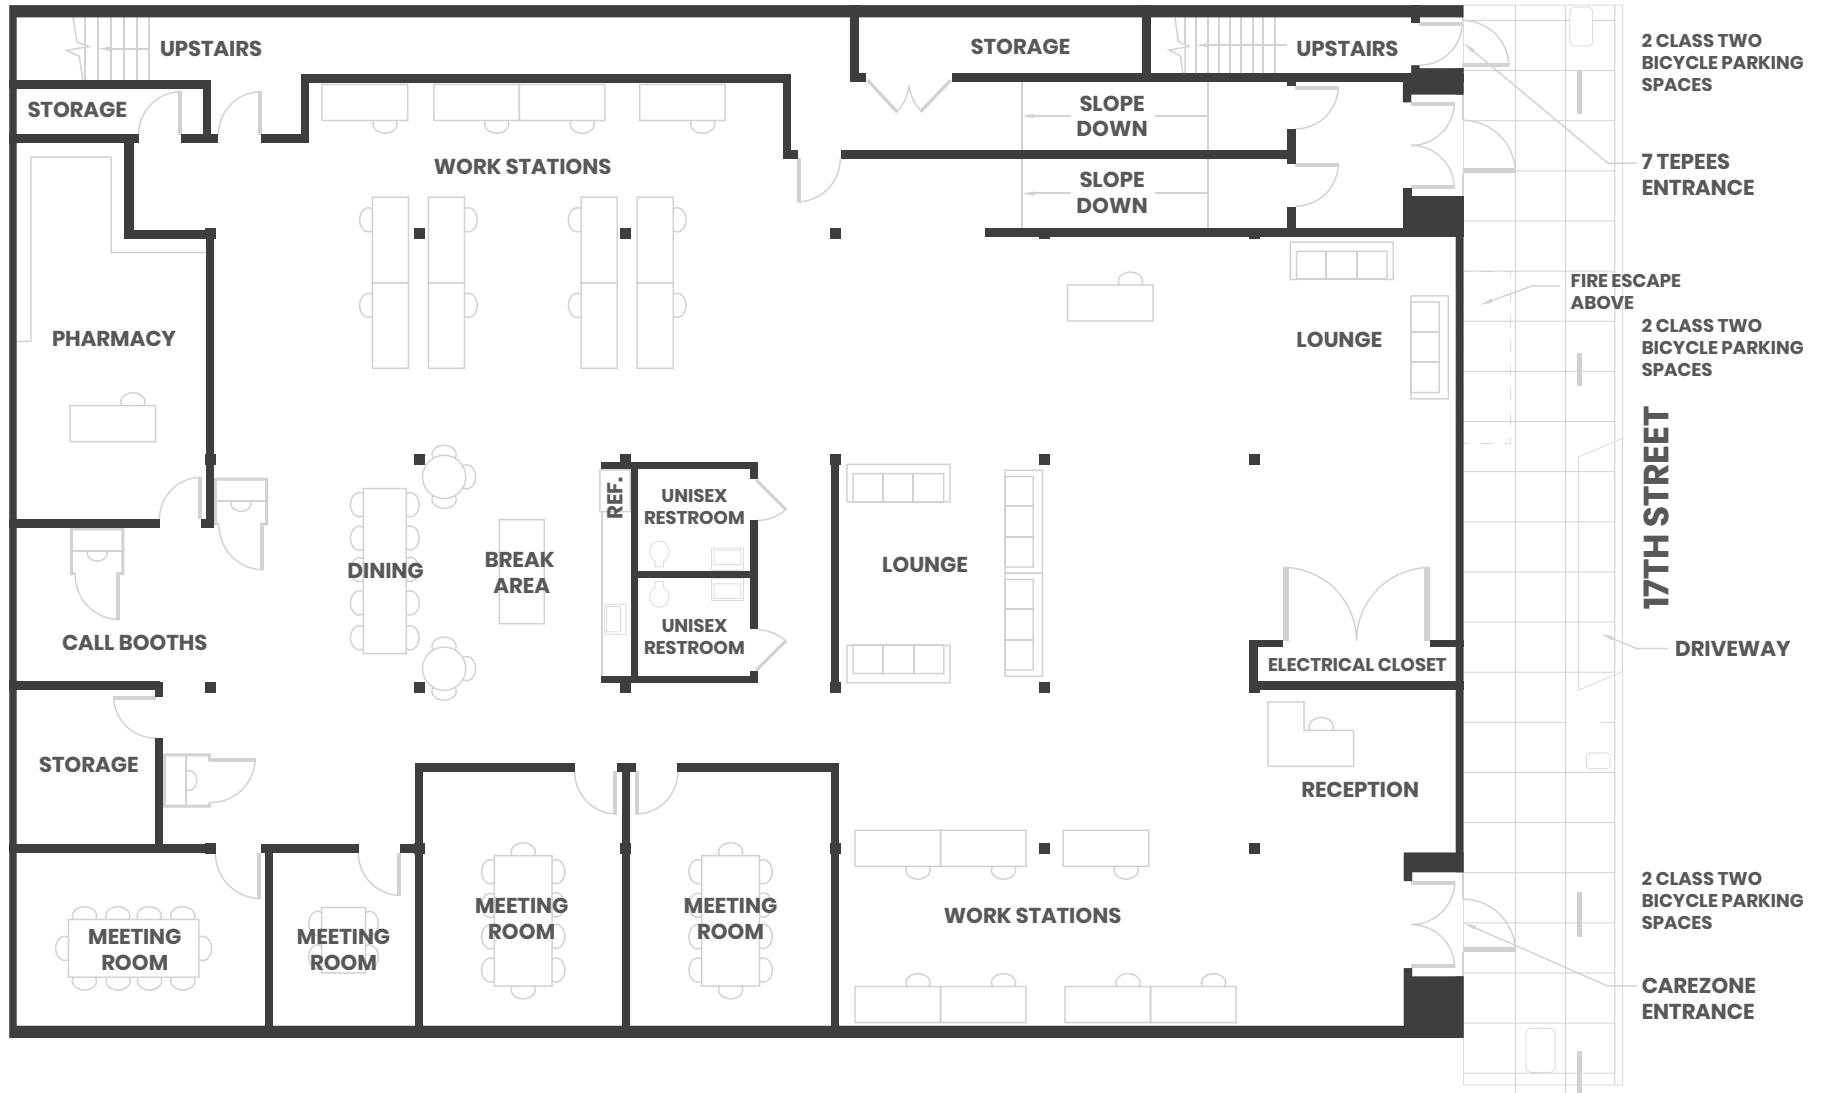 UPSTAIRS
STORAGE
UPSTAIRS
2 CLASS TWO
BICYCLE PARKING
SPACES
STORAGE
SLOPE
DOWN
WORK STATIONS
7 TEPEES
ENTRANCE
SLOPE
DOWN
FIRE ESCAPE
ABOVE
PHARMACY
LOUNGE
2 CLASS TWO
BICYCLE PARKING
SPACES
17TH STREET
REF.
UNISEX
RESTROOM
DINING
BREAK
AREA
LOUNGE
UNISEX
RESTROOM
CALL BOOTHS
ELECTRICAL CLOSET
DRIVEWAY
STORAGE
RECEPTION
MEETING
ROOM
MEETING
ROOM
MEETING
ROOM
MEETING
ROOM
WORK STATIONS
2 CLASS TWO
BICYCLE PARKING
SPACES
CAREZONE
ENTRANCE